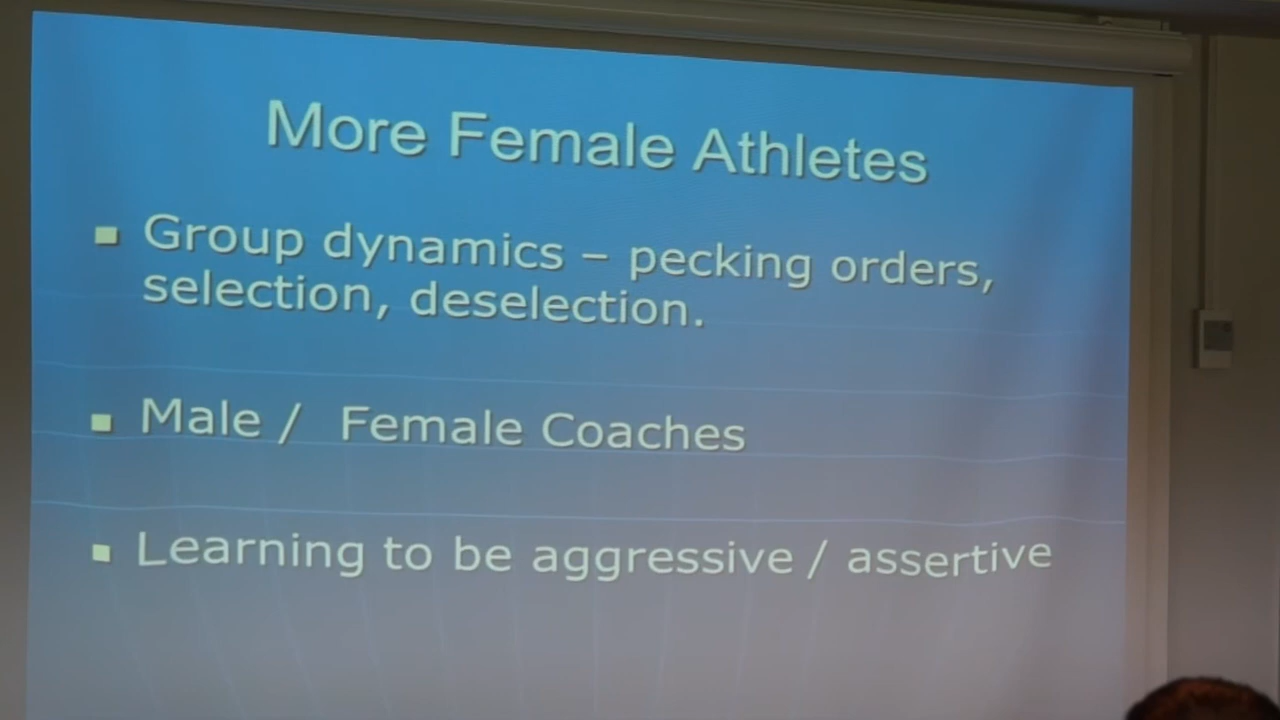 More Female Athletes
Group dynamics – pecking orders,
selection, deselection.
Male / Female Coaches
Learning to be aggressive / assertive